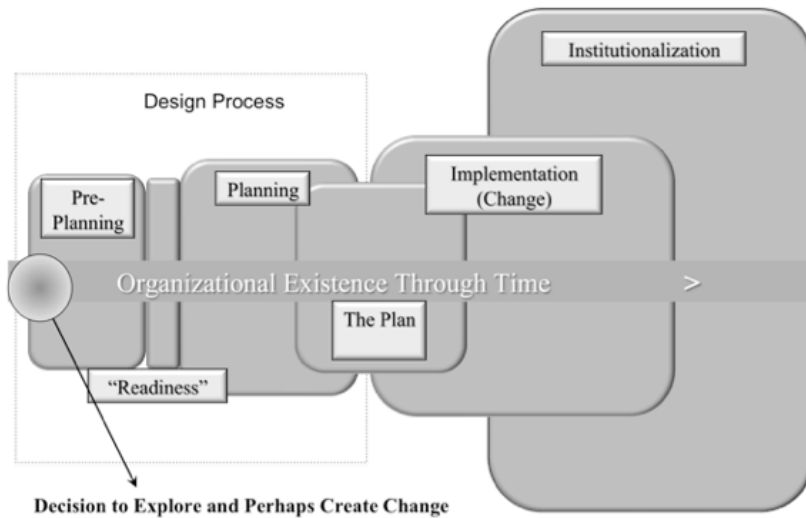 Institutionalization
Design Process
Implementation
(Change)
Pre-
Planning
Planning
Organizational Existence Through Time >
The Plan
“Readiness”
Decision to Explore and Perhaps Create Change